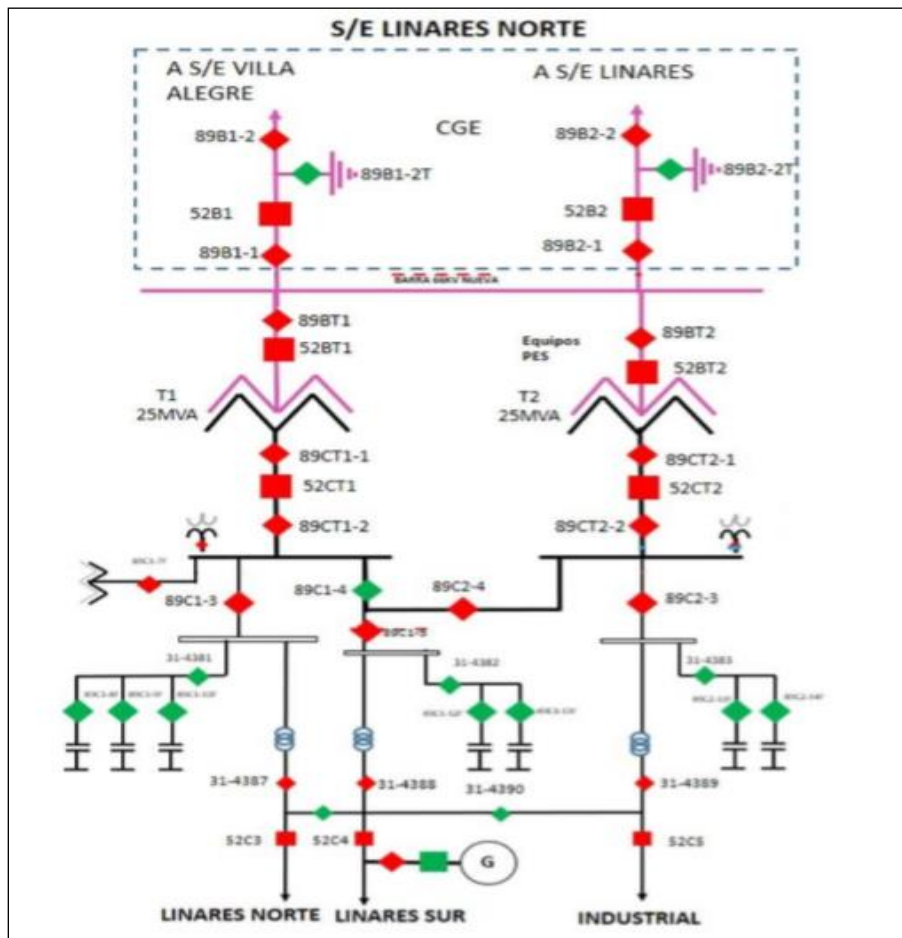 S/E LINARES NORTE
A S/E VILLA
ALEGRE
A S/E LINARES
CGE
89B1-2
89B2-2
89B1-2T
89B2-2T
52B1
52B2
89B1-1
89B2-1
BARRA 66KV NUEVA
89BT1
52BT1
Equipos
PES
89BT2
52BT2
T1
25MVA
T2
25MVA
89CT1-1
89CT2-1
52CT1
52CT2
89CT1-2
89CT2-2
89C1-3
89C1-4
89C2-4
89C2-3
31-4381
31-4382
31-4383
31-4387
31-4388
31-4390
31-4389
52C3
52C4
52C5
G
LINARES NORTE
LINARES SUR
INDUSTRIAL